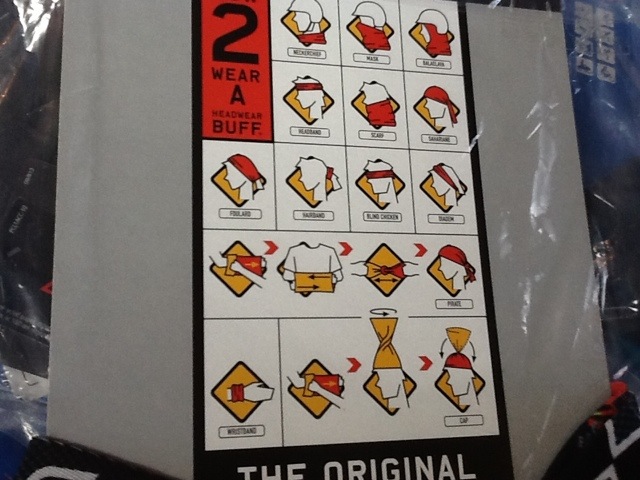 2
WEAR
A
HEADWEAR
BUFF
NECKERCHIEF
MASK
BALACLAVA
HEADBAND
SCARF
SAHARIANE
FOULARD
HAIRBAND
BLIND CHICKEN
DIADEM
PIRATE
WRISTBAND
CAP
THE ORIGINAL